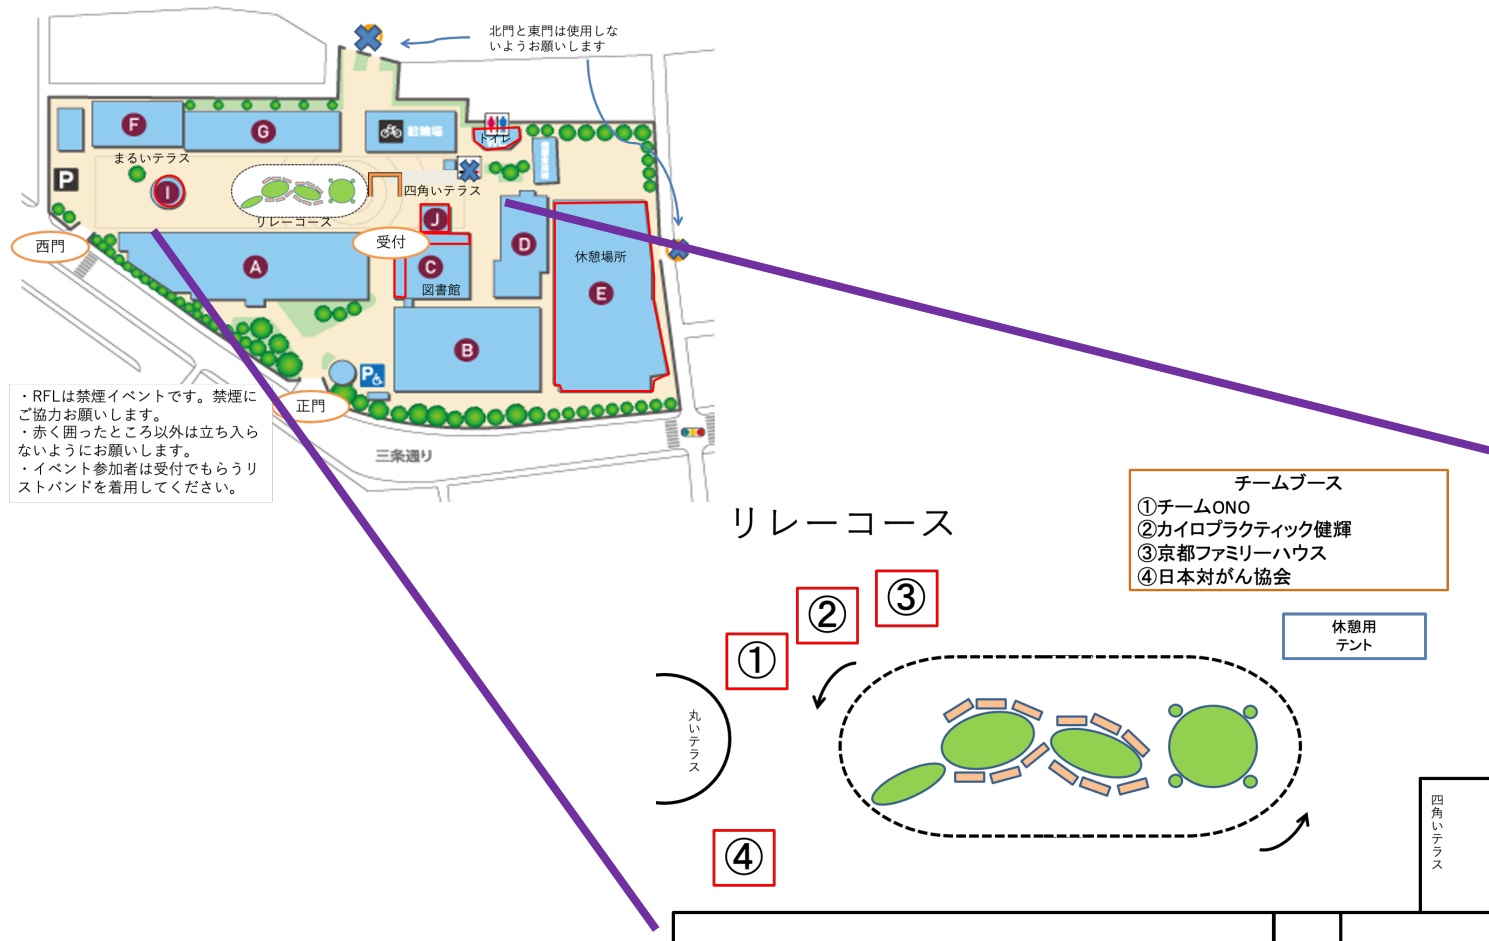 北門と東門は使用しな
いようお願いします
F
G
駐輪場
トイレ
まるいテラス
P
I
四角いテラス
リレーコース
J
西門
受付
A
C
図書館
D
休憩場所
E
B
正門
三条通り
・RFLは禁煙イベントです。禁煙に
ご協力お願いします。
・赤く囲ったところ以外は立ち入ら
ないようにお願いします。
・イベント参加者は受付でもらうリ
ストバンドを着用してください。
リレーコース
チームブース
①チームONO
②カイロプラクティック健輝
③京都ファミリーハウス
④日本対がん協会
休憩用
テント
③
②
①
丸いテラス
四角いテラス
④